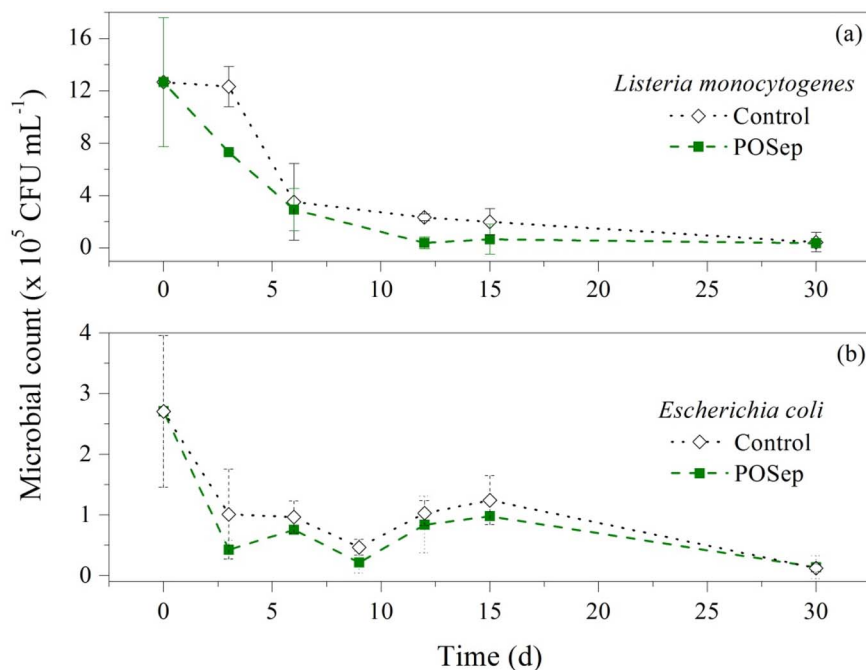 Microbial count (x 10⁵ CFU mL⁻¹)
16
12
8
4
0
(a)
Listeria monocytogenes
Control
POSep
0 5 10 15 20 25 30
4
3
2
1
0
(b)
Escherichia coli
Control
POSep
0 5 10 15 20 25 30
Time (d)